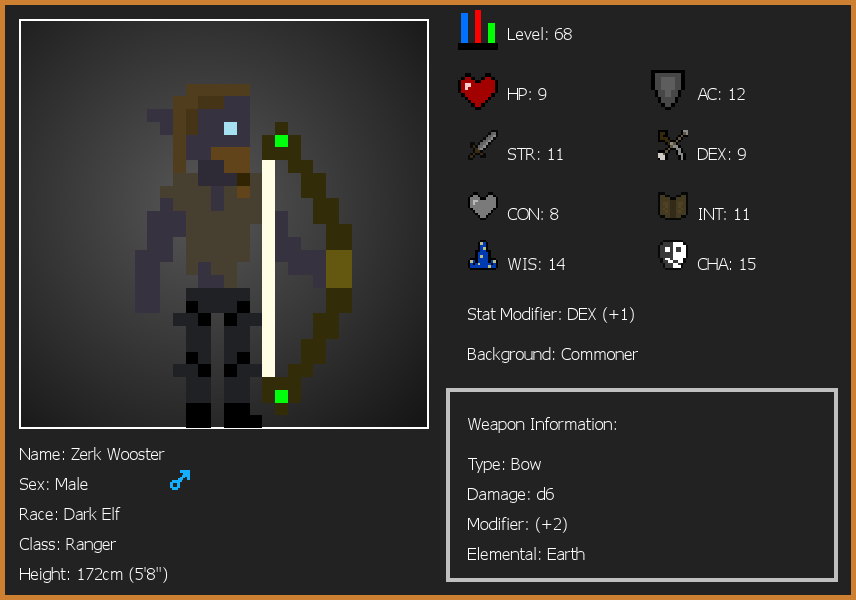 Level: 68
HP: 9
AC: 12
STR: 11
DEX: 9
CON: 8
INT: 11
WIS: 14
CHA: 15
Stat Modifier: DEX (+1)
Background: Commoner
Weapon Information:
Type: Bow
Damage: d6
Modifier: (+2)
Elemental: Earth
Name: Zerk Wooster
Sex: Male
Race: Dark Elf
Class: Ranger
Height: 172cm (5'8")